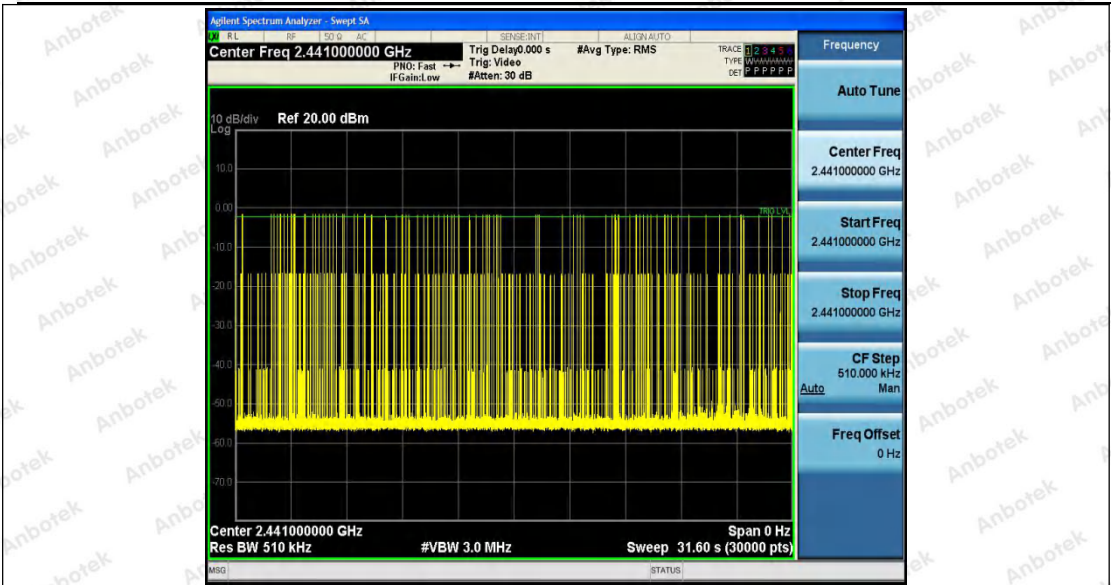 Agilent Spectrum Analyzer - Swept SA
LXI RL RF 50 Ω AC SENSE:INT ALIGN AUTO
Center Freq 2.441000000 GHz
PNO: Fast
IFGain:Low
Trig Delay0.000 s
Trig: Video
#Atten: 30 dB
#Avg Type: RMS
TRACE 1 2 3 4 5 6
TYPE
DET P P P P P P
10 dB/div
Log
Ref 20.00 dBm
10.0
0.00
TRIG LVL
-10.0
-20.0
-30.0
-40.0
-50.0
-60.0
-70.0
Center 2.441000000 GHz
Span 0 Hz
Res BW 510 kHz
#VBW 3.0 MHz
Sweep 31.60 s (30000 pts)
MSG
STATUS
Frequency
Auto Tune
Center Freq
2.441000000 GHz
Start Freq
2.441000000 GHz
Stop Freq
2.441000000 GHz
CF Step
510.000 kHz
Auto Man
Freq Offset
0 Hz
Anbotek